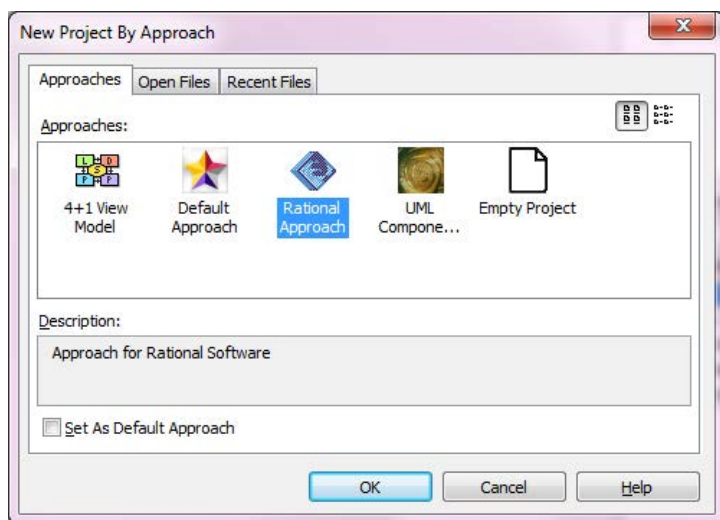 New Project By Approach
Approaches
Open Files
Recent Files
Approaches:
4+1 View
Model
Default
Approach
Rational
Approach
UML
Compone...
Empty Project
Description:
Approach for Rational Software
Set As Default Approach
OK
Cancel
Help